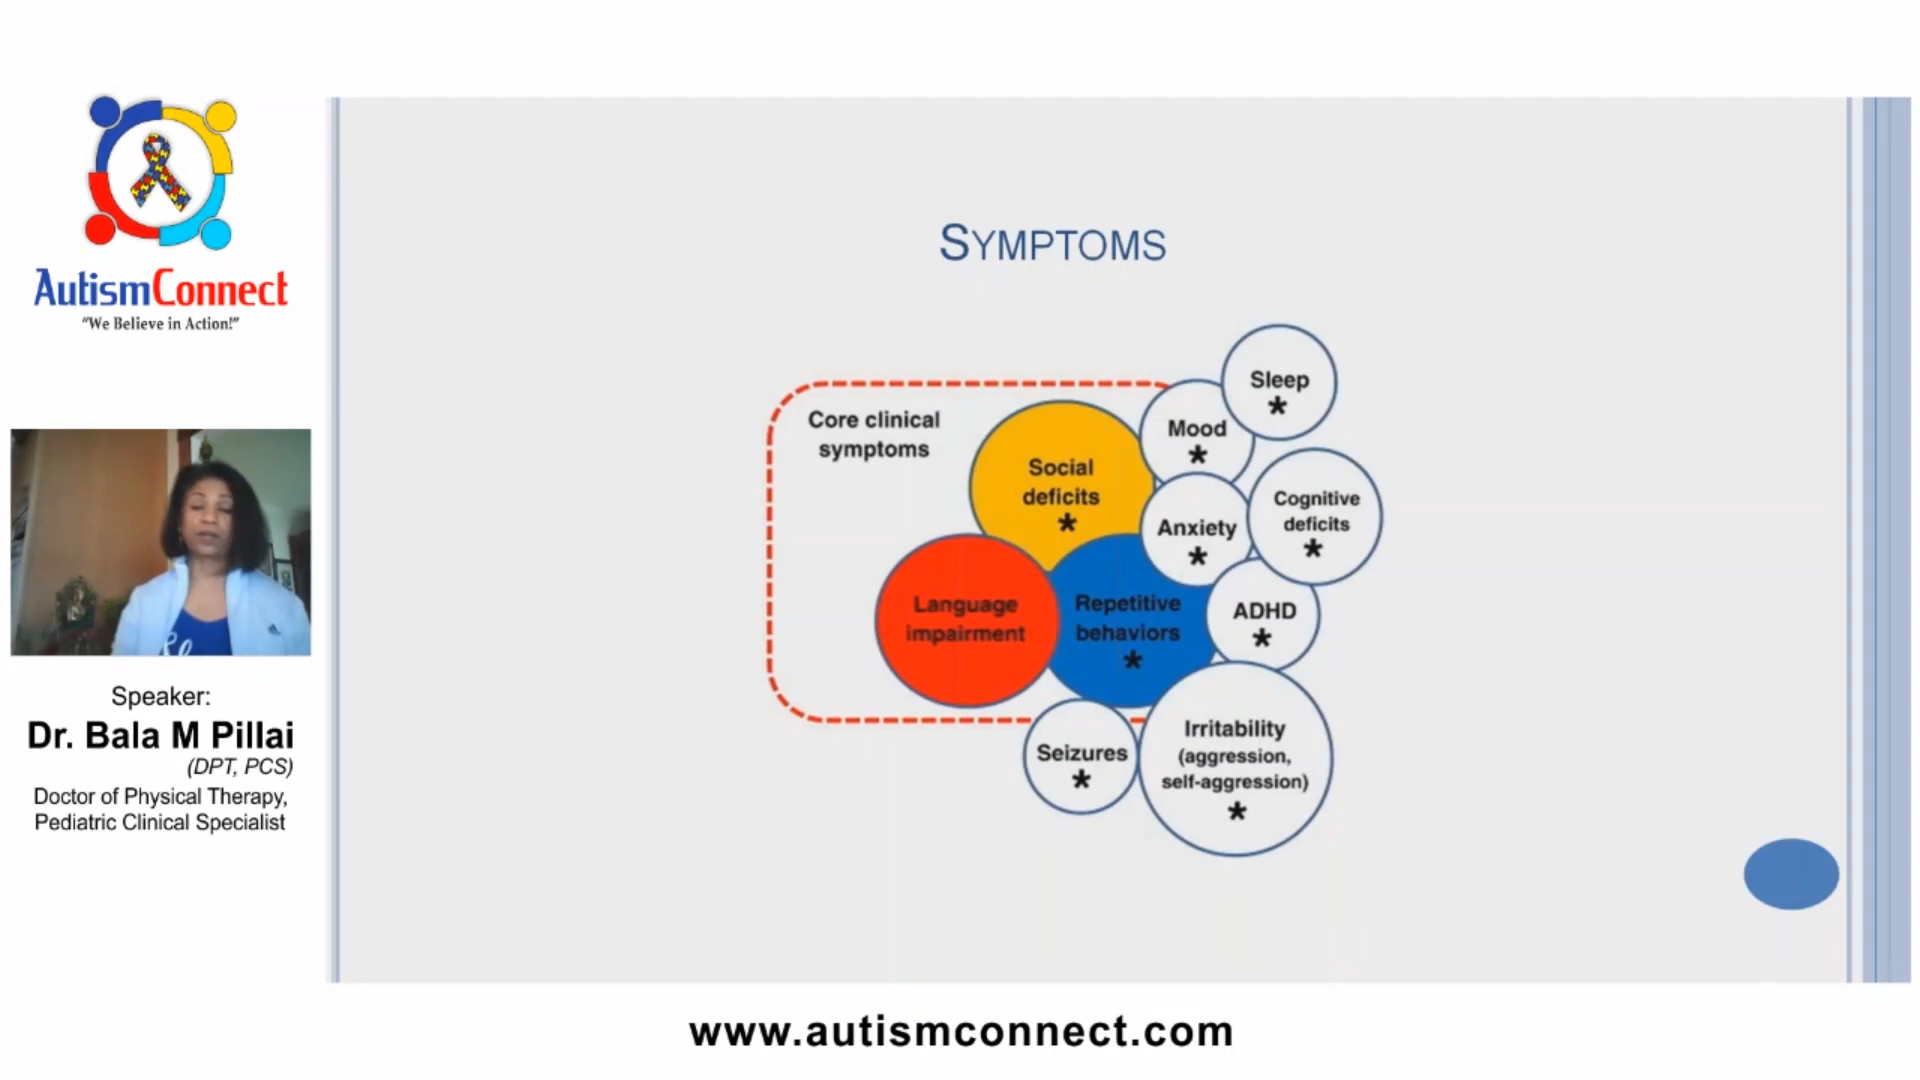 AutismConnect
"We Believe in Action!"
Speaker:
Dr. Bala M Pillai
(DPT, PCS)
Doctor of Physical Therapy,
Pediatric Clinical Specialist
SYMPTOMS
Core clinical
symptoms
Social
deficits
*
Language
impairment
Repetitive
behaviors
*
Mood
*
Sleep
*
Anxiety
*
Cognitive
deficits
*
ADHD
*
Seizures
*
Irritability
(aggression,
self-aggression)
*
www.autismconnect.com